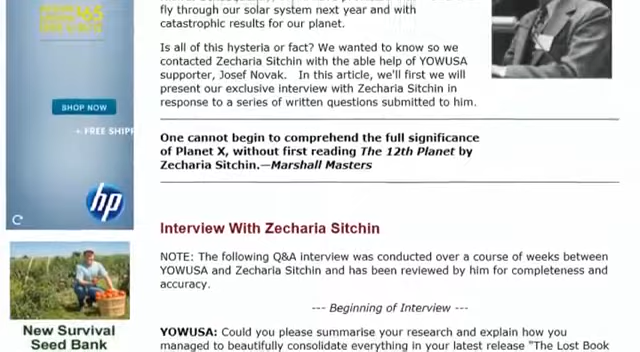 fly through our solar system next year and with
catastrophic results for our planet.
Is all of this hysteria or fact? We wanted to know so we
contacted Zecharia Sitchin with the able help of YOWUSA
supporter, Josef Novak. In this article, we'll first we will
present our exclusive interview with Zecharia Sitchin in
response to a series of written questions submitted to him.
One cannot begin to comprehend the full significance
of Planet X, without first reading The 12th Planet by
Zecharia Sitchin.—Marshall Masters
Interview With Zecharia Sitchin
NOTE: The following Q&A interview was conducted over a course of weeks between
YOWUSA and Zecharia Sitchin and has been reviewed by him for completeness and
accuracy.
--- Beginning of Interview ---
YOWUSA: Could you please summarise your research and explain how you
managed to beautifully consolidate everything in your latest release "The Lost Book
$65
SHOP NOW
+ FREE SHIPP
hp
New Survival
Seed Bank